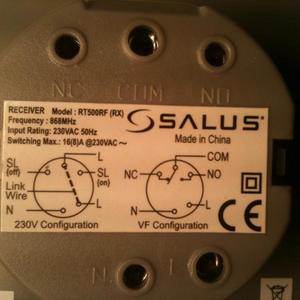 NC COM NO
RECEIVER Model : RT500RF (RX)
Frequency : 868MHz
Input Rating: 230VAC 50Hz
Switching Max.: 16(8)A @230VAC ~
SALUS
Made in China
SL
(off)
L
SL
(on)
Link
Wire
L
N
230V Configuration
COM
NC
NO
N
L
VF Configuration
CE
N L